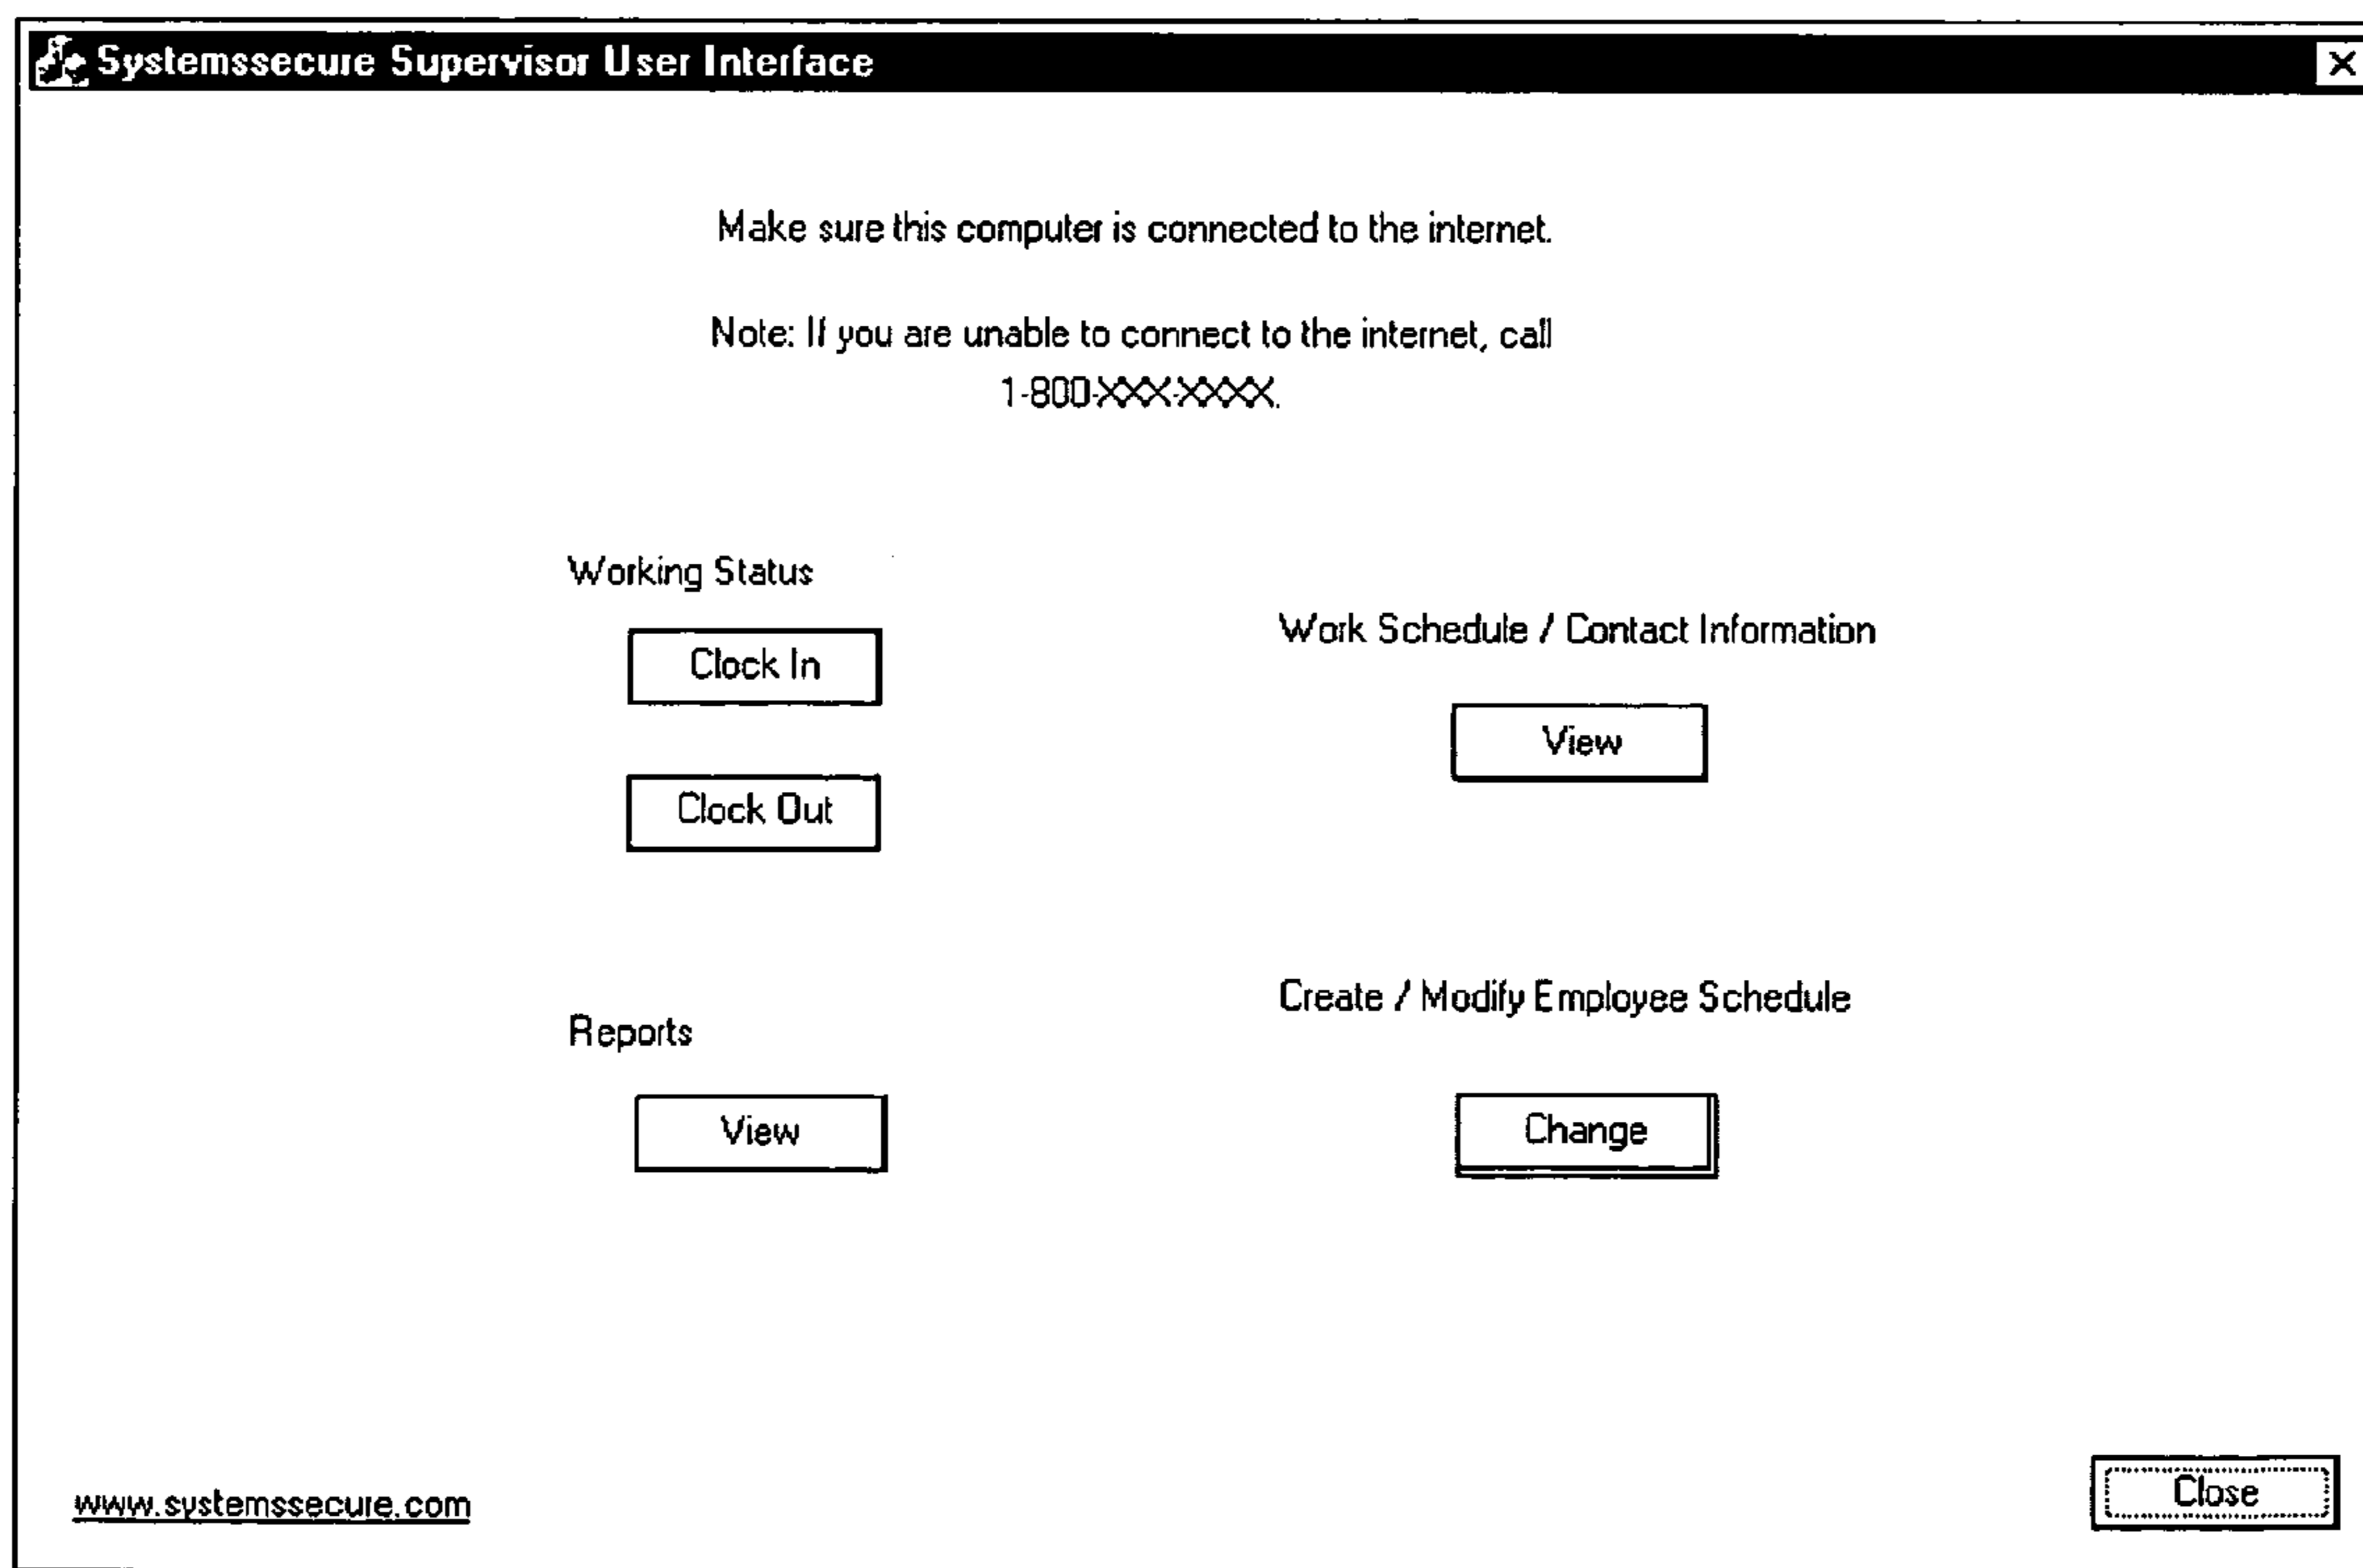 Systemssecure Supervisor User Interface
Make sure this computer is connected to the internet.
Note: If you are unable to connect to the internet, call
1-800-XXX-XXXX.
Working Status
Clock In
Clock Out
Work Schedule / Contact Information
View
Reports
View
Create / Modify Employee Schedule
Change
www.systemssecure.com
Close